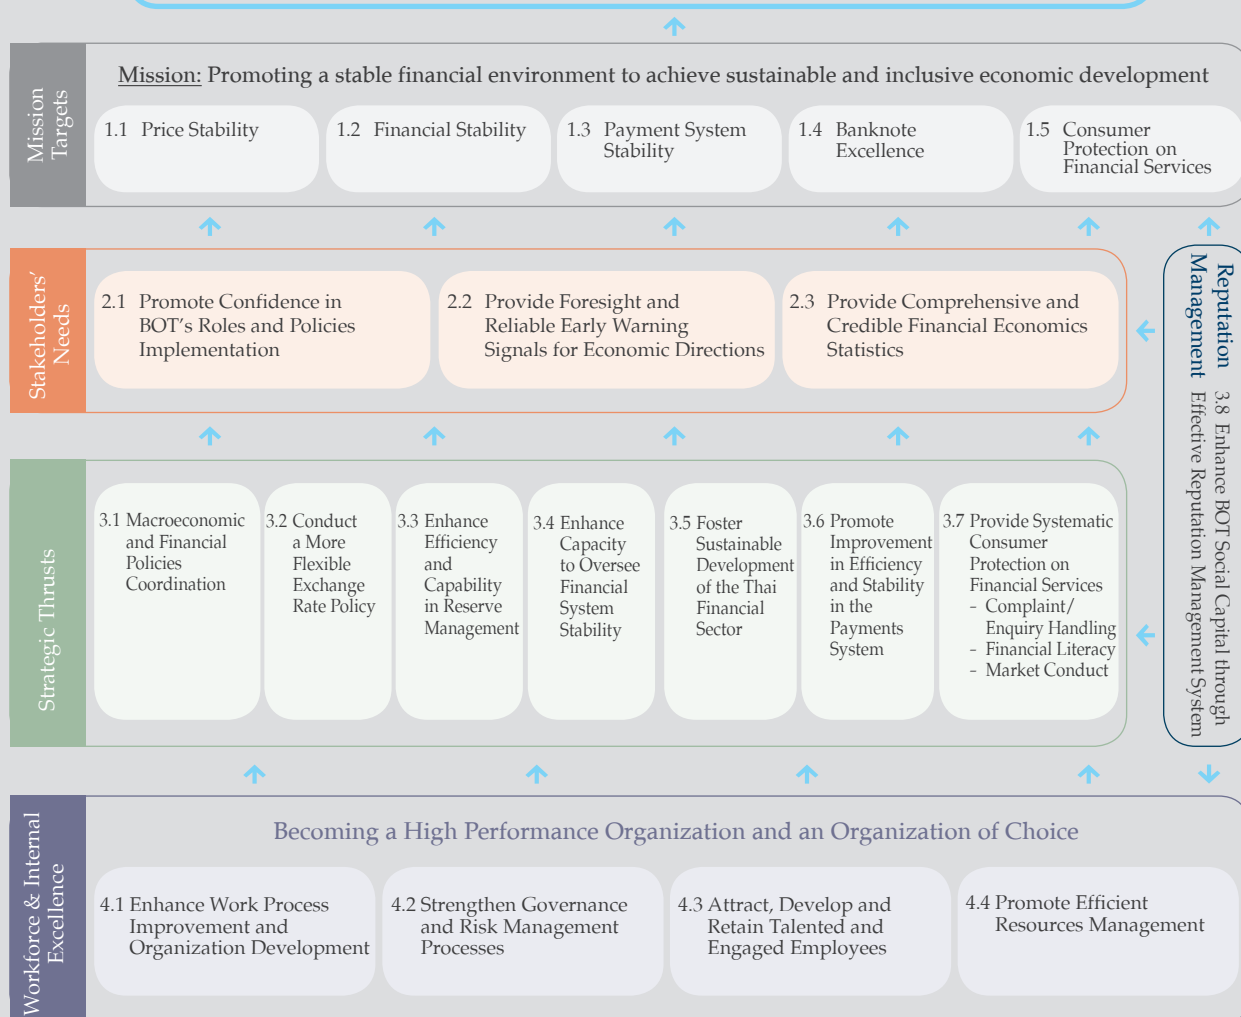 Mission Targets
Mission: Promoting a stable financial environment to achieve sustainable and inclusive economic development
1.1 Price Stability
1.2 Financial Stability
1.3 Payment System
Stability
1.4 Banknote
Excellence
1.5 Consumer
Protection on
Financial Services
Stakeholders'
Needs
2.1 Promote Confidence in
BOT's Roles and Policies
Implementation
2.2 Provide Foresight and
Reliable Early Warning
Signals for Economic Directions
2.3 Provide Comprehensive and
Credible Financial Economics
Statistics
Reputation
Management
3.8 Enhance BOT Social Capital through
Effective Reputation Management System
Strategic Thrusts
3.1 Macroeconomic
and Financial
Policies
Coordination
3.2 Conduct
a More
Flexible
Exchange
Rate Policy
3.3 Enhance
Efficiency
and
Capability
in Reserve
Management
3.4 Enhance
Capacity
to Oversee
Financial
System
Stability
3.5 Foster
Sustainable
Development
of the Thai
Financial
Sector
3.6 Promote
Improvement
in Efficiency
and Stability
in the
Payments
System
3.7 Provide Systematic
Consumer
Protection on
Financial Services
- Complaint/
Enquiry Handling
- Financial Literacy
- Market Conduct
Workforce & Internal
Excellence
Becoming a High Performance Organization and an Organization of Choice
4.1 Enhance Work Process
Improvement and
Organization Development
4.2 Strengthen Governance
and Risk Management
Processes
4.3 Attract, Develop and
Retain Talented and
Engaged Employees
4.4 Promote Efficient
Resources Management